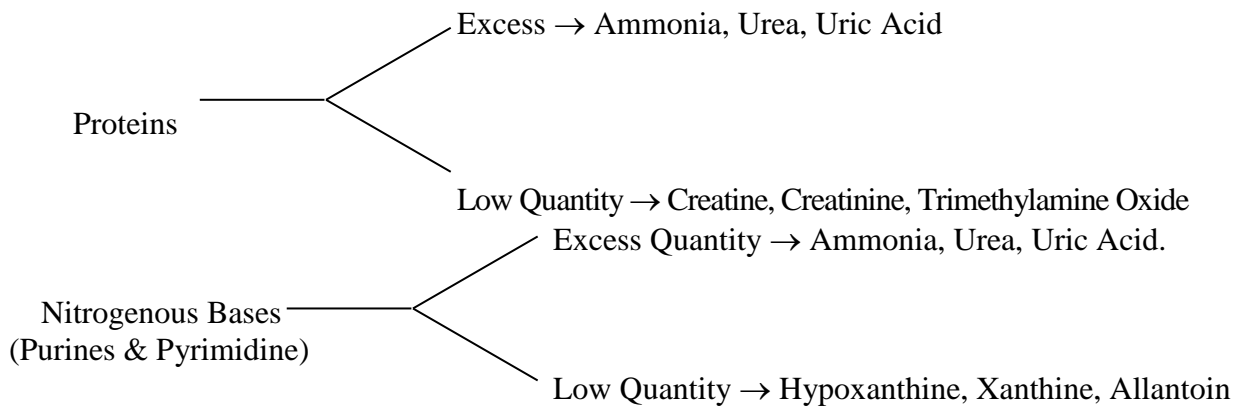 Excess → Ammonia, Urea, Uric Acid
Proteins
Low Quantity → Creatine, Creatinine, Trimethylamine Oxide
Excess Quantity → Ammonia, Urea, Uric Acid.
Nitrogenous Bases
(Purines & Pyrimidine)
Low Quantity → Hypoxanthine, Xanthine, Allantoin